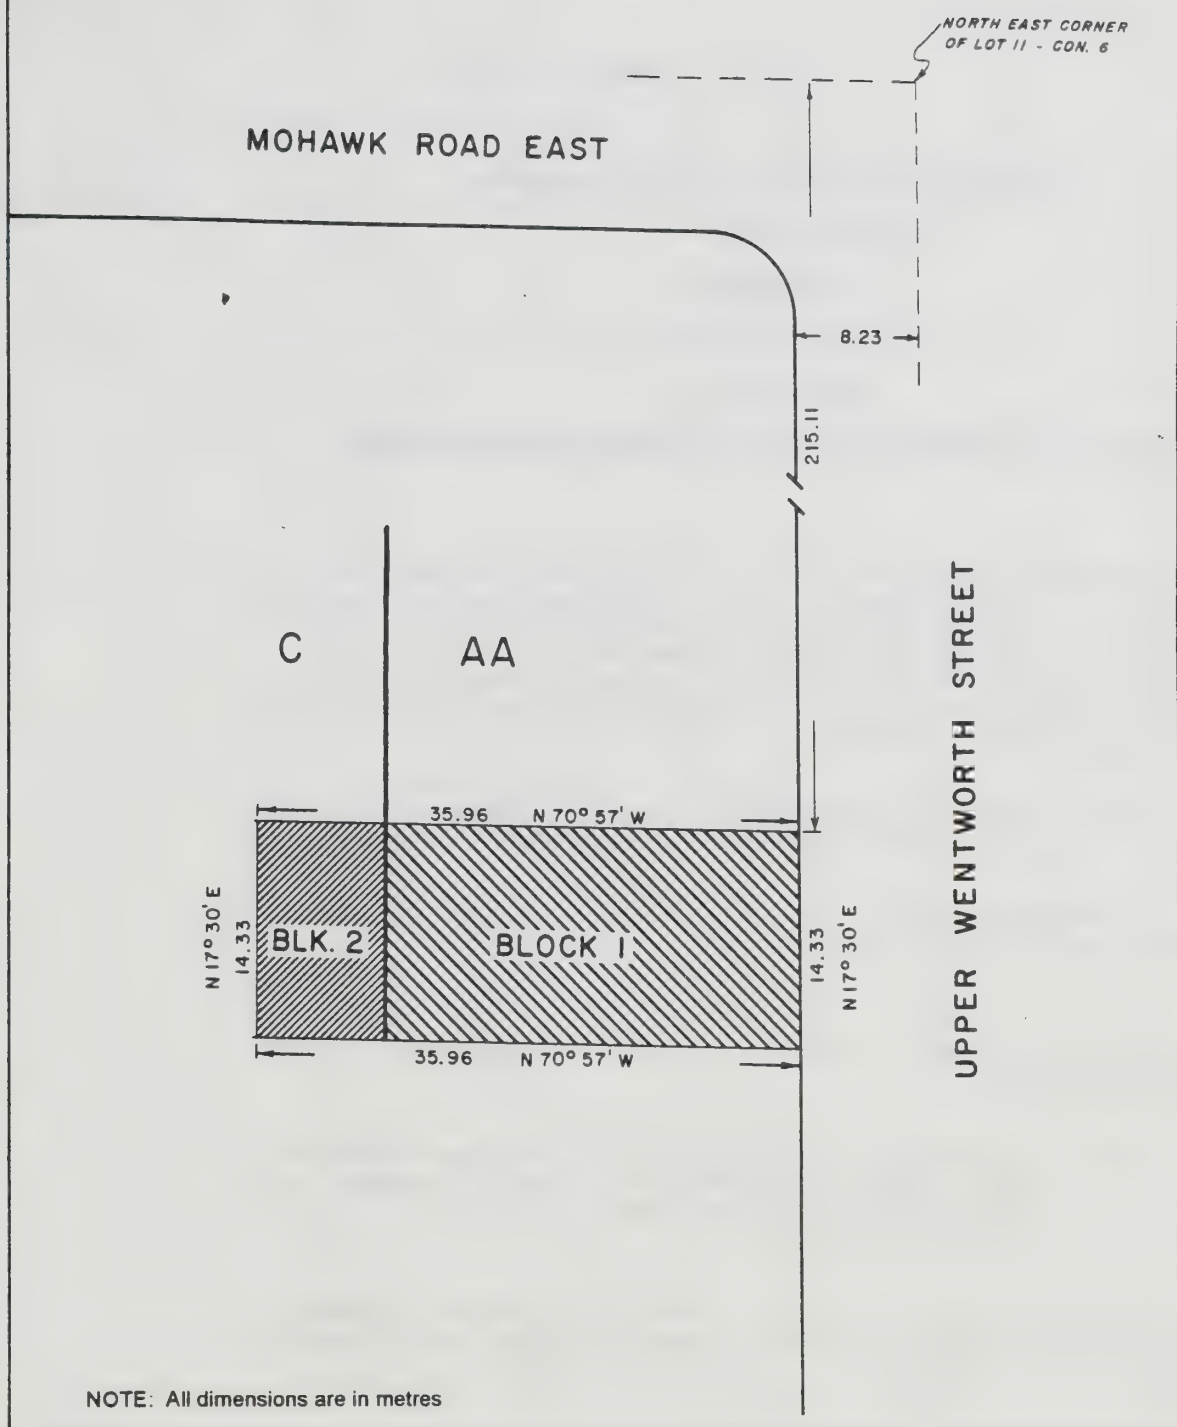 NORTH EAST CORNER
OF LOT 11 - CON. 6
MOHAWK ROAD EAST
8.23
215.11
C
AA
UPPER WENTWORTH STREET
35.96 N 70° 57' W
N 17° 30' E
14.33
BLK. 2
BLOCK 1
14.33
N 17° 30' E
35.96 N 70° 57' W
NOTE: All dimensions are in metres